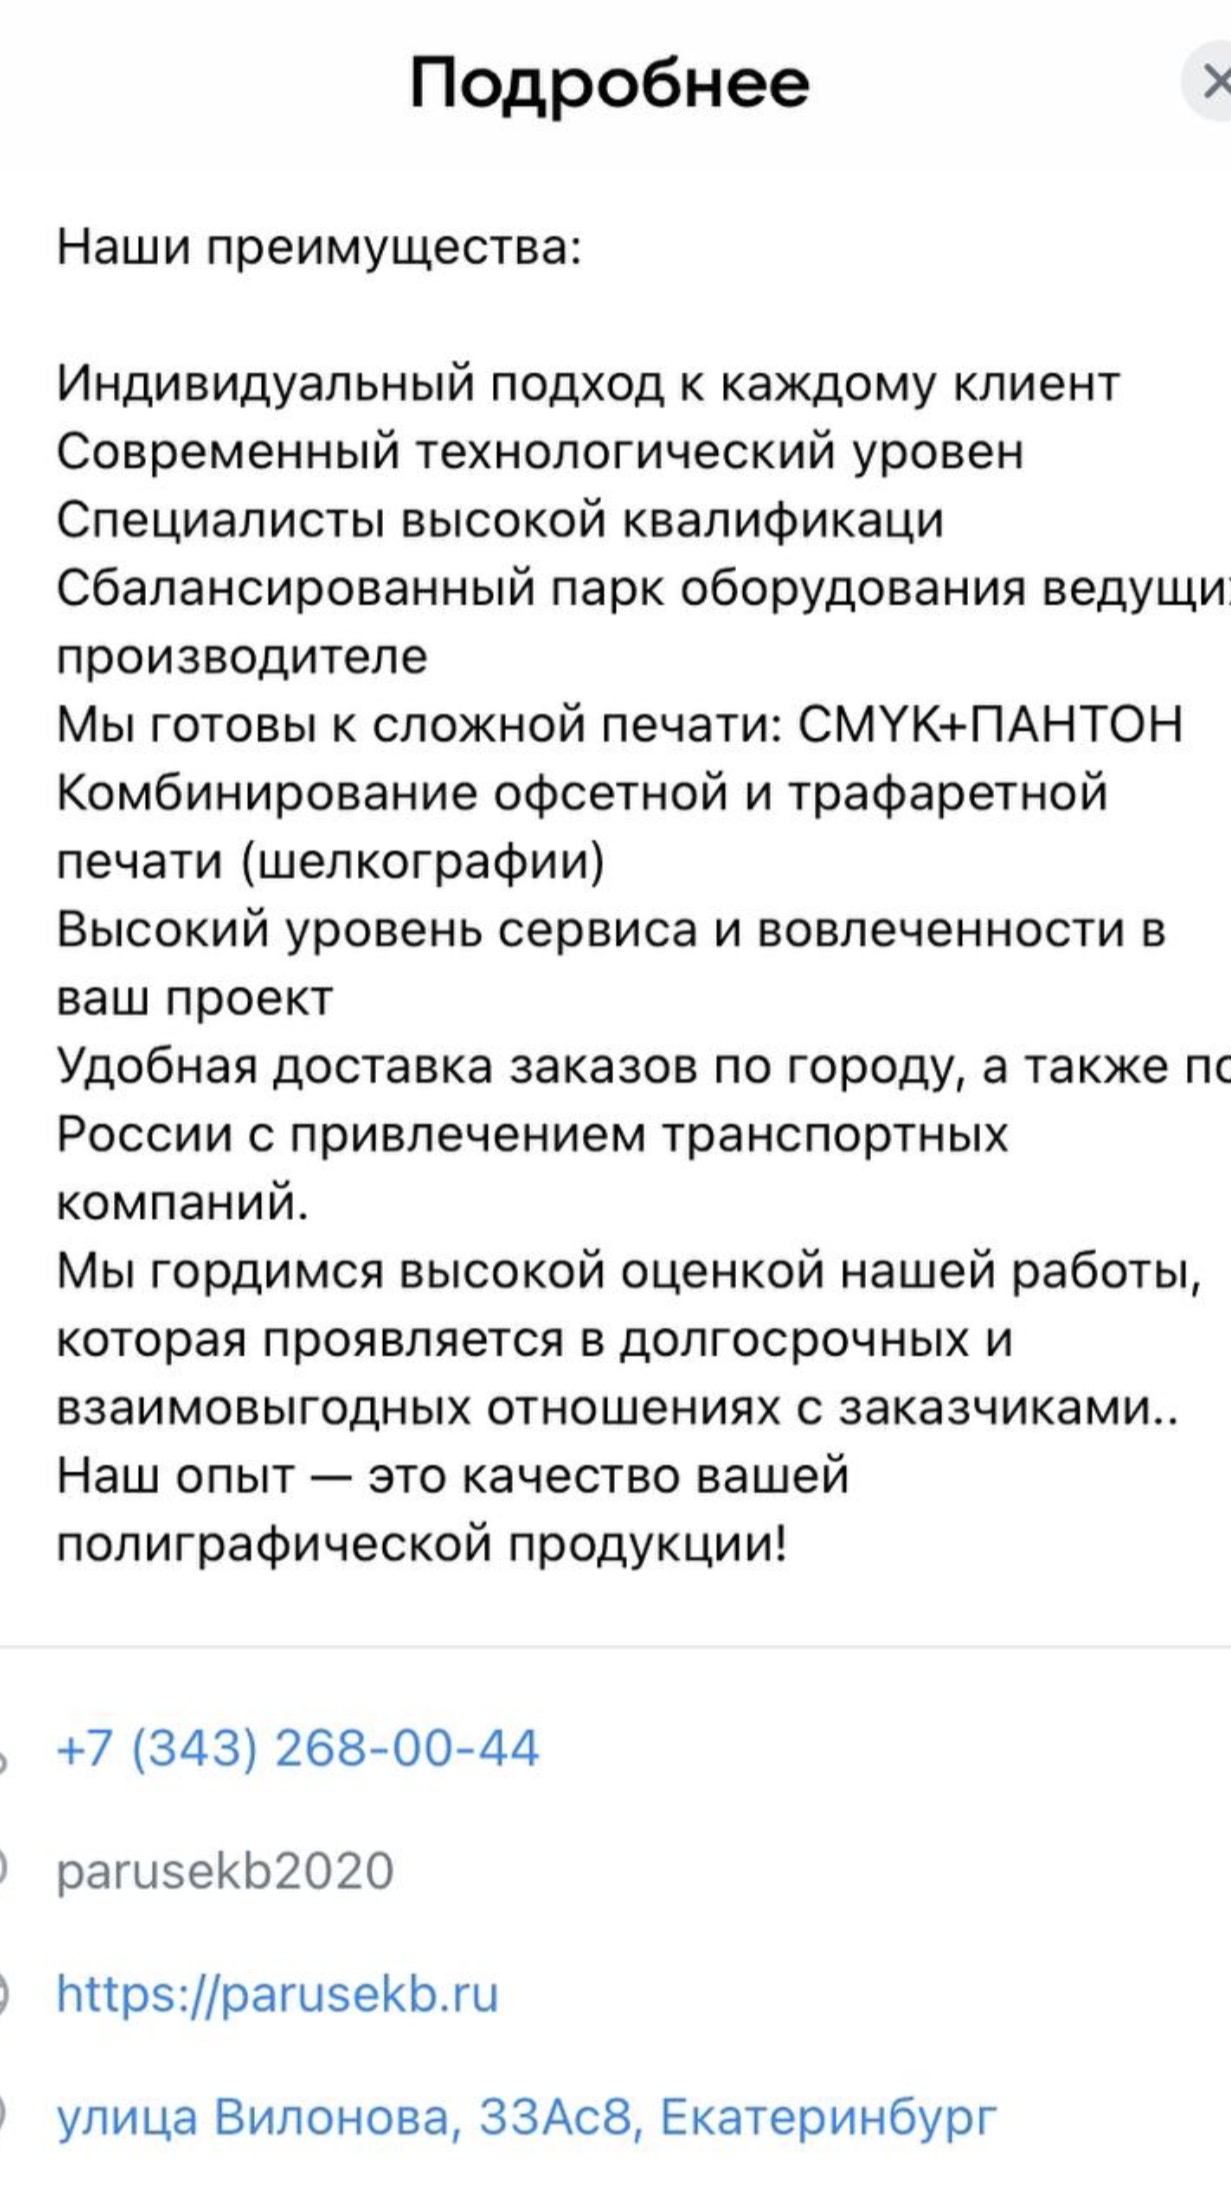 Подробнее
Наши преимущества:
Индивидуальный подход к каждому клиент
Современный технологический уровен
Специалисты высокой квалификаци
Сбалансированный парк оборудования
производителе
Мы готовы к сложной печати: CMYK+ПАНТОН
Комбинирование офсетной и трафаретной
печати (шелкографии)
Высокий уровень сервиса и вовлеченности в
ваш проект
Удобная доставка заказов по городу, а также по
России с привлечением транспортных
компаний.
Мы гордимся высокой оценкой нашей работы,
которая проявляется в долгосрочных и
взаимовыгодных отношениях с заказчиками..
Наш опыт — это качество вашей
полиграфической продукции!
+7 (343) 268-00-44
parusekb2020
https://parusekb.ru
улица Вилонова, 33Ас8, Екатеринбург